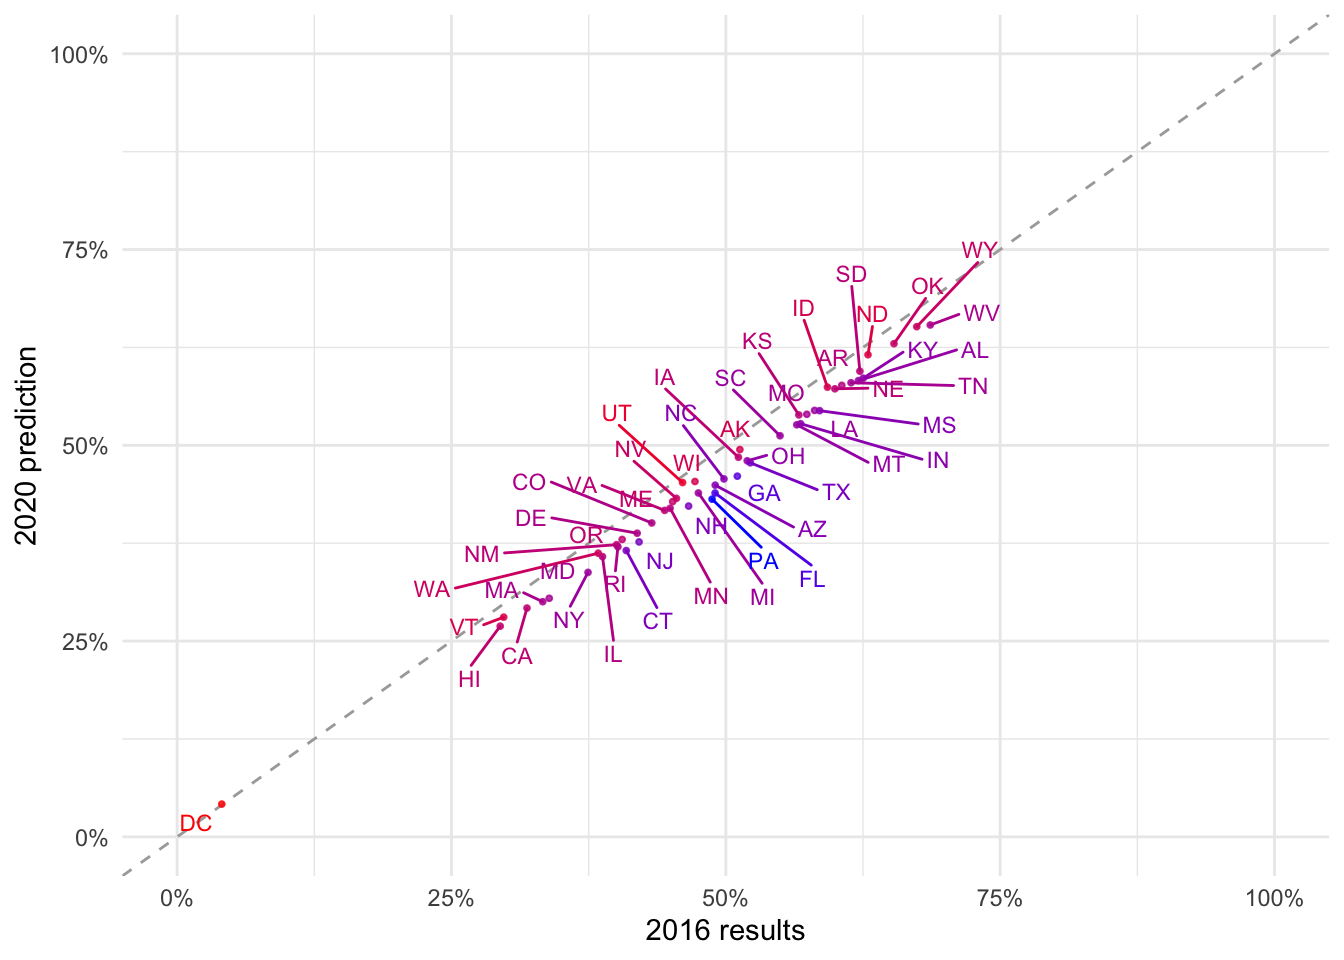 100%
75%
50%
25%
0%
2020 prediction
WY
SD
OK
ID
ND
WV
KS
AR
KY
AL
IA
SC
MO
NE
TN
UT
NC
AK
LA
MS
NV
WI
OH
MT
IN
CO
VA
ME
GA
TX
DE
OR
NH
AZ
NM
MD
NJ
PA
WA
MA
RI
FL
MN
MI
VT
NY
CT
CA
IL
HI
DC
0%
25%
50%
75%
100%
2016 results